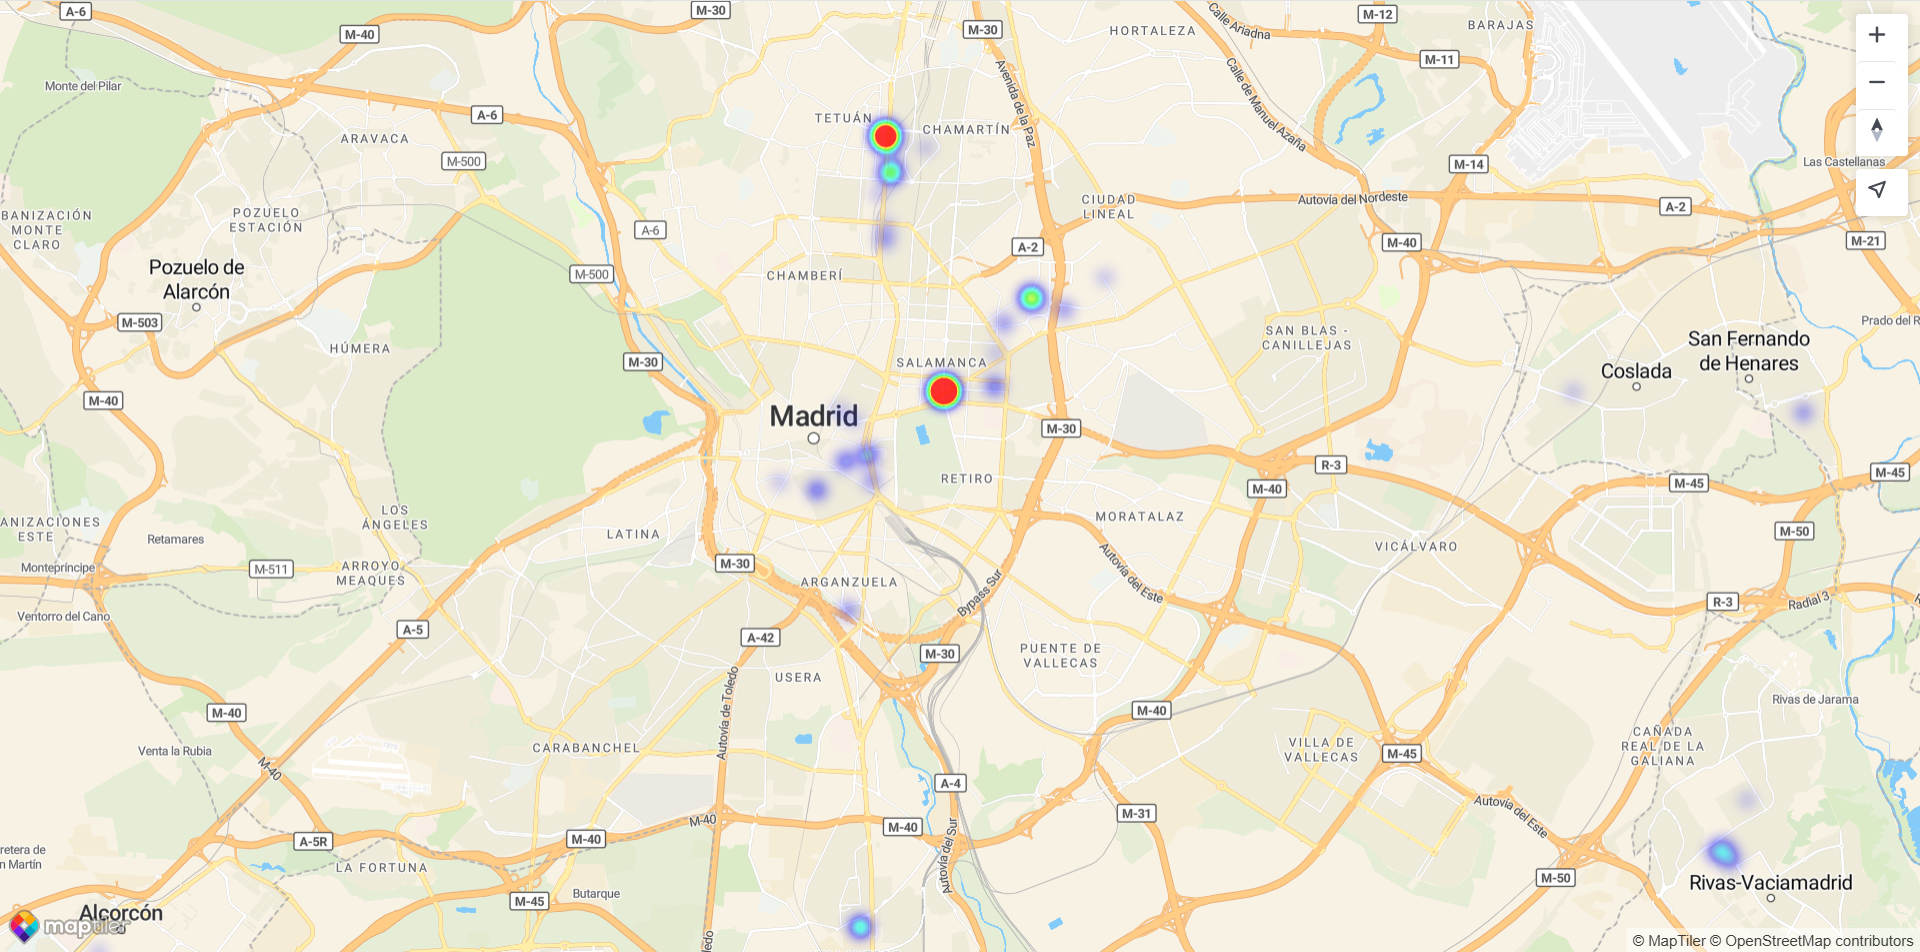 A-6
M-30
M-12
Calle Ariadna
BARAJAS
M-40
M-30
HORTALEZA
M-11
Monte del Pilar
Avenida de la Paz
Calle de Manuel Azaña
A-6
TETUÁN
CHAMARTÍN
ARAVACA
M-500
M-14
Las Castellanas
BANIZACIÓN
MONTE
CLARO
POZUELO
ESTACIÓN
CIUDAD
LINEAL
Autovía del Nordeste
A-2
A-6
A-2
M-40
M-21
Pozuelo de
Alarcón
M-500
CHAMBERÍ
M-503
HÚMERA
SAN BLAS -
CANILLEJAS
Prado del R
San Fernando
de Henares
M-30
SALAMANCA
Coslada
M-40
Madrid
M-30
R-3
M-45
RETIRO
M-40
M-45
ANIZACIONES
ESTE
LOS
ÁNGELES
MORATALAZ
LATINA
Retamares
VICÁLVARO
M-50
Montepríncipe
M-511
ARROYO
MEAQUES
M-30
ARGANZUELA
Bypass Sur
Autovía del Este
R-3
Radial 3
Ventorro del Cano
A-5
A-42
M-30
PUENTE DE
VALLECAS
USERA
Autovía de Toledo
Rivas de Jarama
M-40
M-40
CAÑADA
REAL DE LA
GALIANA
Venta la Rubia
M-40
CARABANCHEL
VILLA DE
VALLECAS
M-45
A-4
Autovía del Este
M-40
M-31
M-40
A-5R
M-40
Autovía del Sur
retera de
n Martín
LA FORTUNA
M-50
Rivas-Vaciamadrid
Butarque
M-45
Alcorcón
maptiler
toledo
© MapTiler © OpenStreetMap contributors